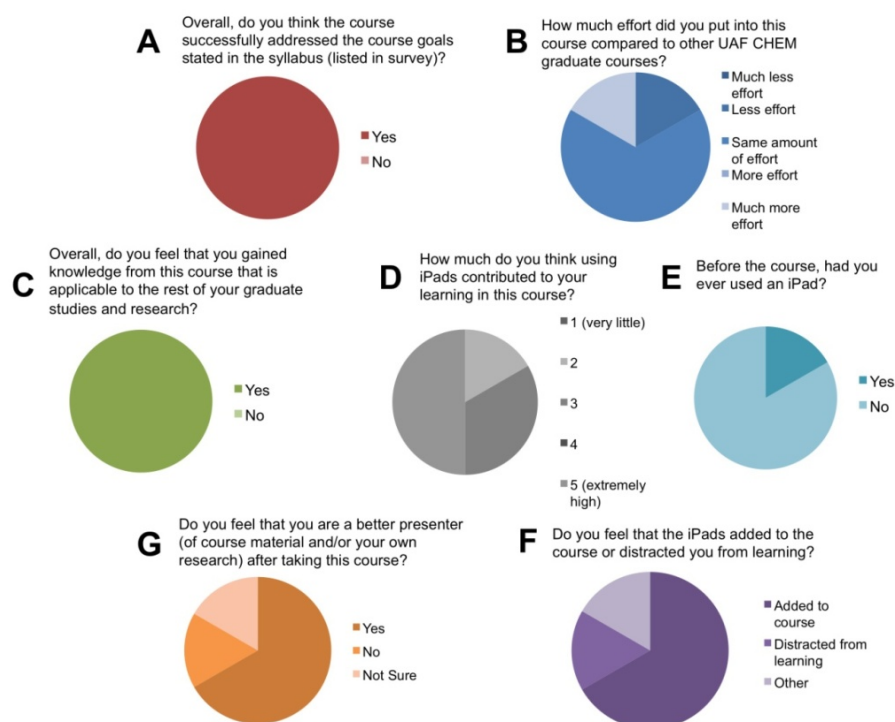 A
Overall, do you think the course
successfully addressed the course goals
stated in the syllabus (listed in survey)?
Yes
No
B
How much effort did you put into this
course compared to other UAF CHEM
graduate courses?
Much less
effort
Less effort
Same amount
of effort
More effort
Much more
effort
C
Overall, do you feel that you gained
knowledge from this course that is
applicable to the rest of your graduate
studies and research?
Yes
No
D
How much do you think using
iPads contributed to your
learning in this course?
1 (very little)
2
3
4
5 (extremely
high)
E
Before the course, had you
ever used an iPad?
Yes
No
G
Do you feel that you are a better presenter
(of course material and/or your own
research) after taking this course?
Yes
No
Not Sure
F
Do you feel that the iPads added to the
course or distracted you from learning?
Added to
course
Distracted from
learning
Other